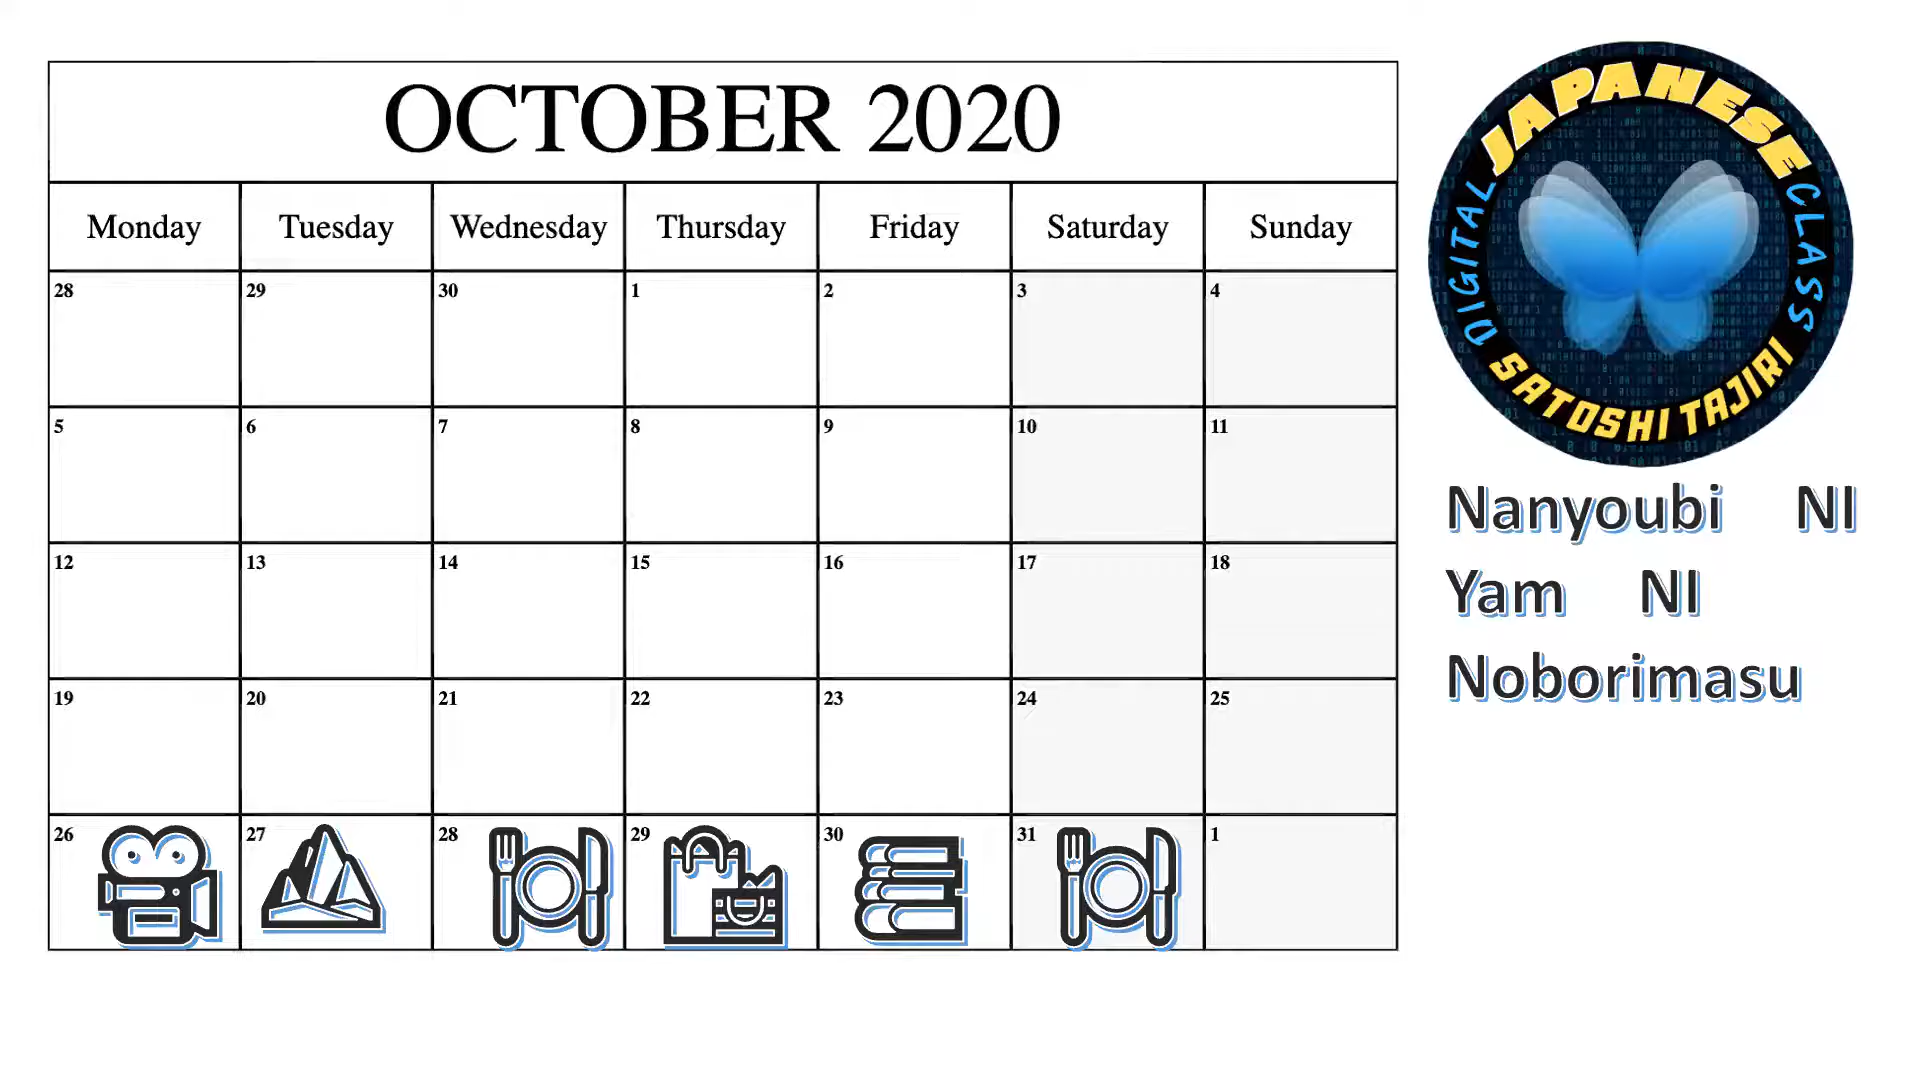 OCTOBER 2020
Monday Tuesday Wednesday Thursday Friday Saturday Sunday
28 29 30 1 2 3 4
5 6 7 8 9 10 11
12 13 14 15 16 17 18
19 20 21 22 23 24 25
26 27 28 29 30 31 1
DIGITAL JAPANESE CLASS
SATOSHI TAJIRI
Nanyoubi NI
Yam NI
Noborimasu